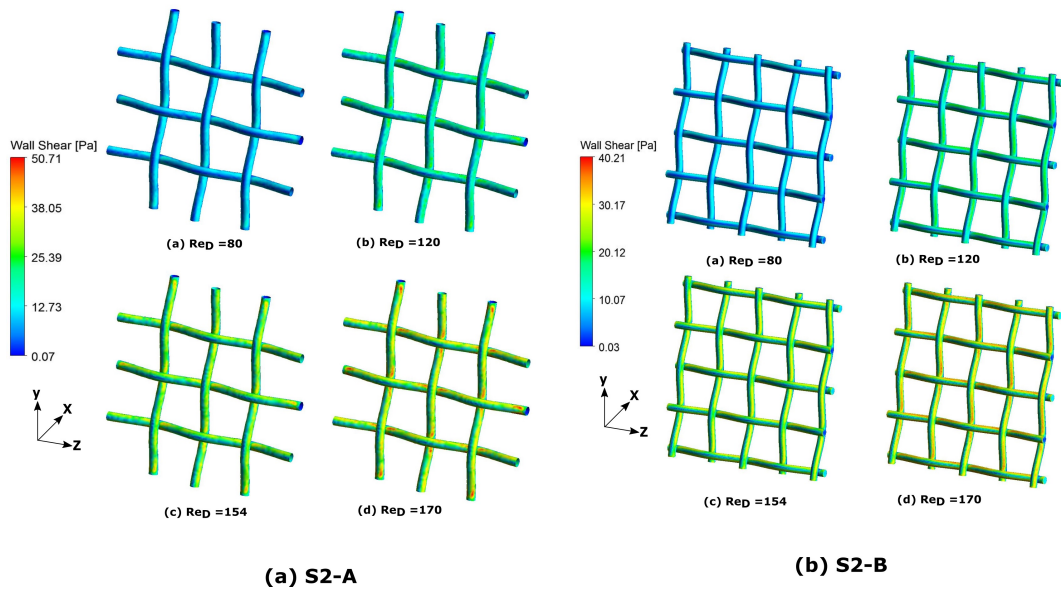 Wall Shear [Pa]
50.71
38.05
25.39
12.73
0.07
y
X
Z
(a) ReD =80
(b) ReD =120
(c) ReD =154
(d) ReD =170
(a) S2-A
Wall Shear [Pa]
40.21
30.17
20.12
10.07
0.03
y
X
Z
(a) ReD =80
(b) ReD =120
(c) ReD =154
(d) ReD =170
(b) S2-B